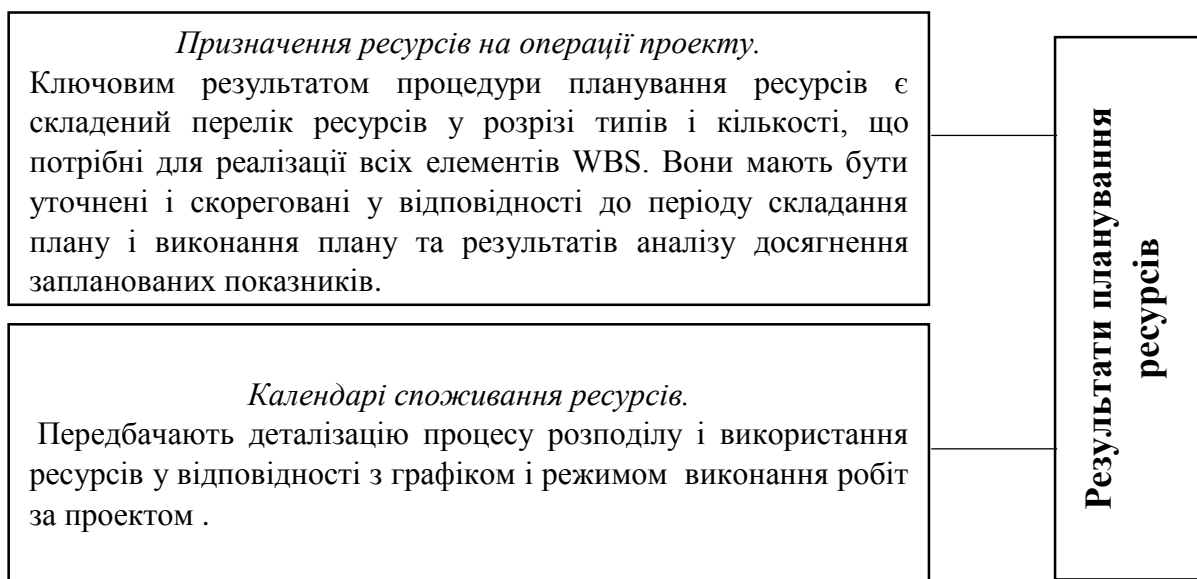 Призначення ресурсів на операції проекту.
Ключовим результатом процедури планування ресурсів є
складений перелік ресурсів у розрізі типів і кількості, що
потрібні для реалізації всіх елементів WBS. Вони мають бути
уточнені і скореговані у відповідності до періоду складання
плану і виконання плану та результатів аналізу досягнення
запланованих показників.
Календарі споживання ресурсів.
Передбачають деталізацію процесу розподілу і використання
ресурсів у відповідності з графіком і режимом виконання робіт
за проектом .
Результати планування
ресурсів